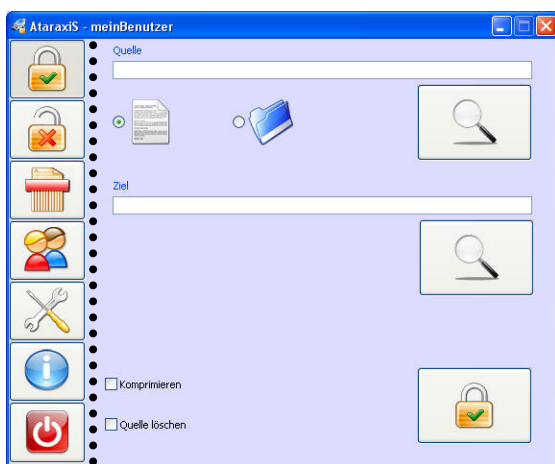 AtaraxiS - meinBenutzer
Quelle
Ziel
Komprimieren
Quelle löschen